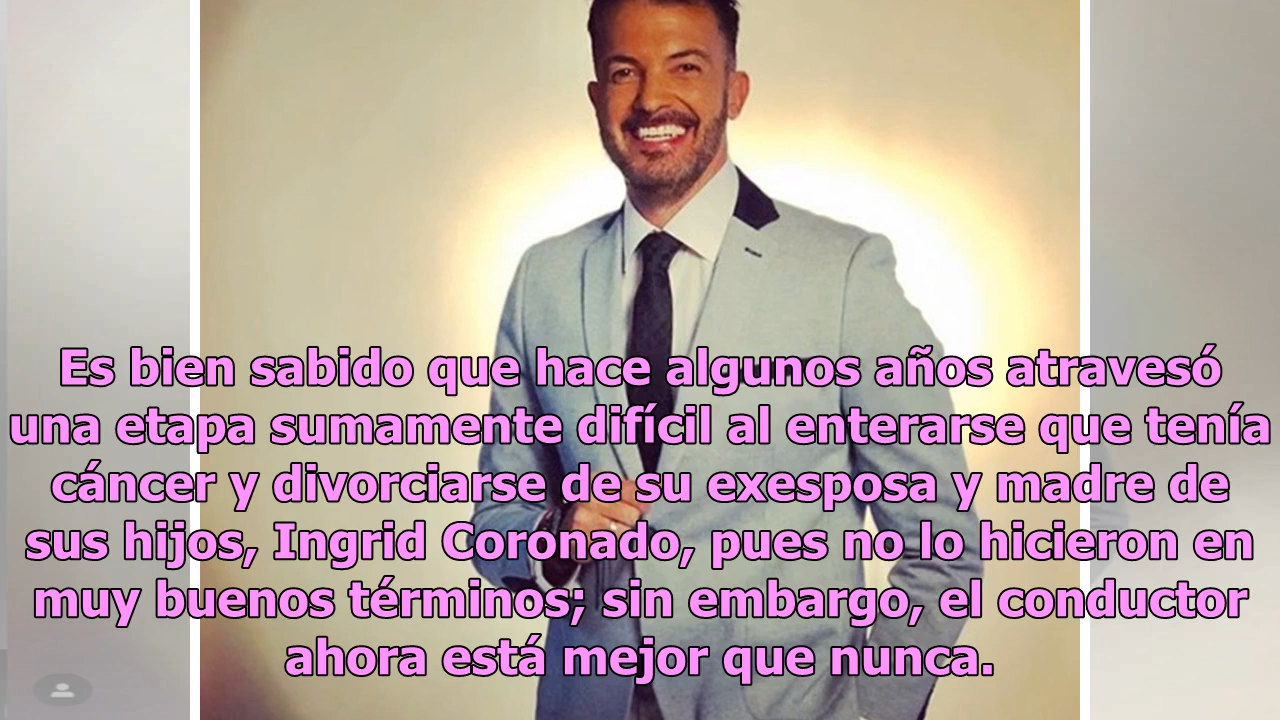 Es bien sabido que hace algunos años atravesó
una etapa sumamente difícil al enterarse que tenía
cáncer y divorciarse de su exesposa y madre de
sus hijos, Ingrid Coronado, pues no lo hicieron en
muy buenos términos; sin embargo, el conductor
ahora está mejor que nunca.